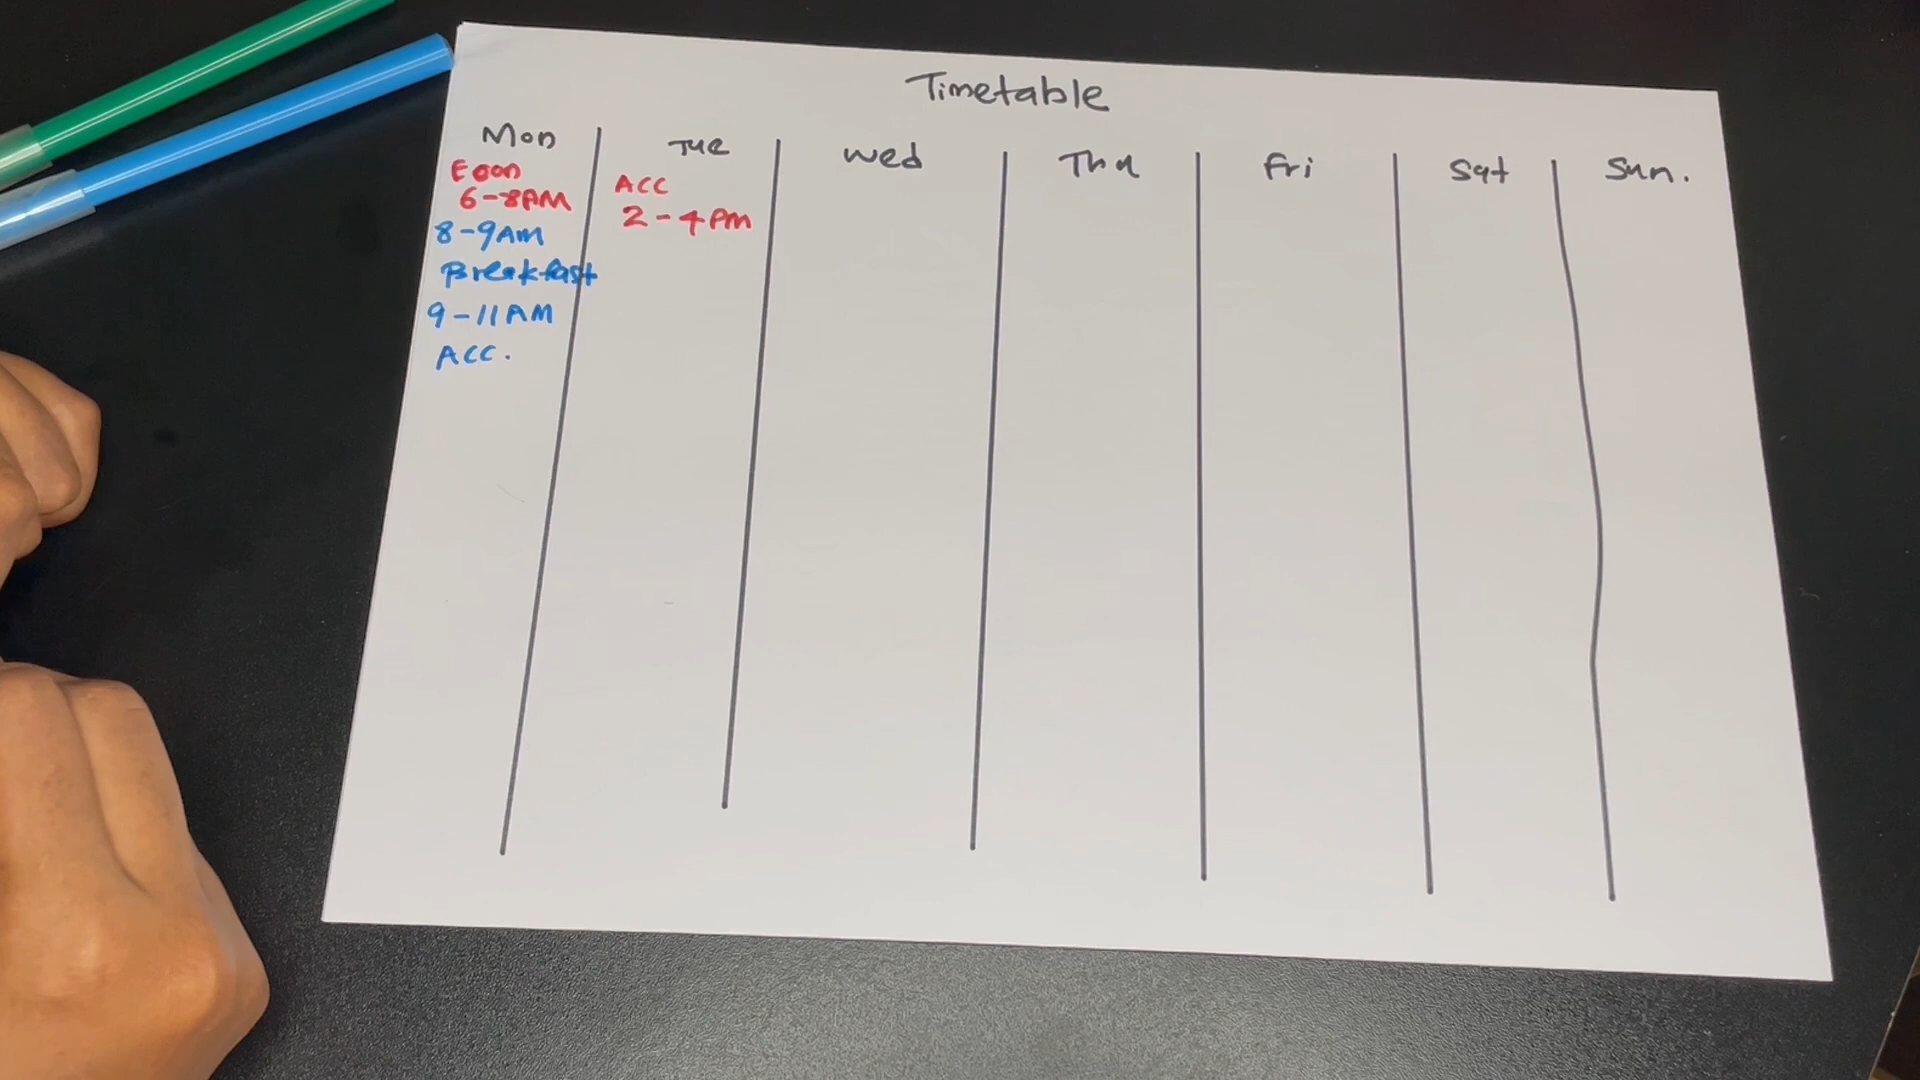 Timetable
Mon
Econ
6-8AM
8-9AM
Breakfast
9-11AM
ACC.
Tue
ACC
2-4PM
Wed
Thu
Fri
Sat
Sun.